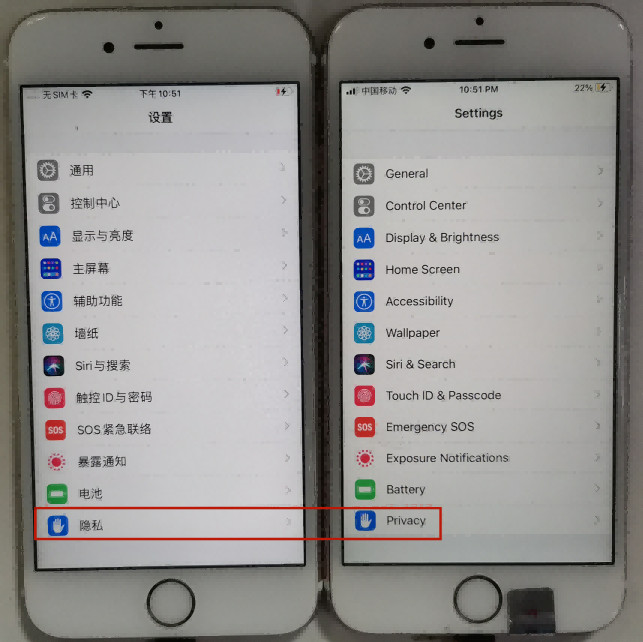 无SIM卡 下午10:51
设置
通用
控制中心
AA 显示与亮度
主屏幕
辅助功能
墙纸
Siri与搜索
触控ID与密码
SOS SOS紧急联络
暴露通知
电池
隐私
中国移动 10:51 PM 22%
Settings
General
Control Center
AA Display & Brightness
Home Screen
Accessibility
Wallpaper
Siri & Search
Touch ID & Passcode
SOS Emergency SOS
Exposure Notifications
Battery
Privacy